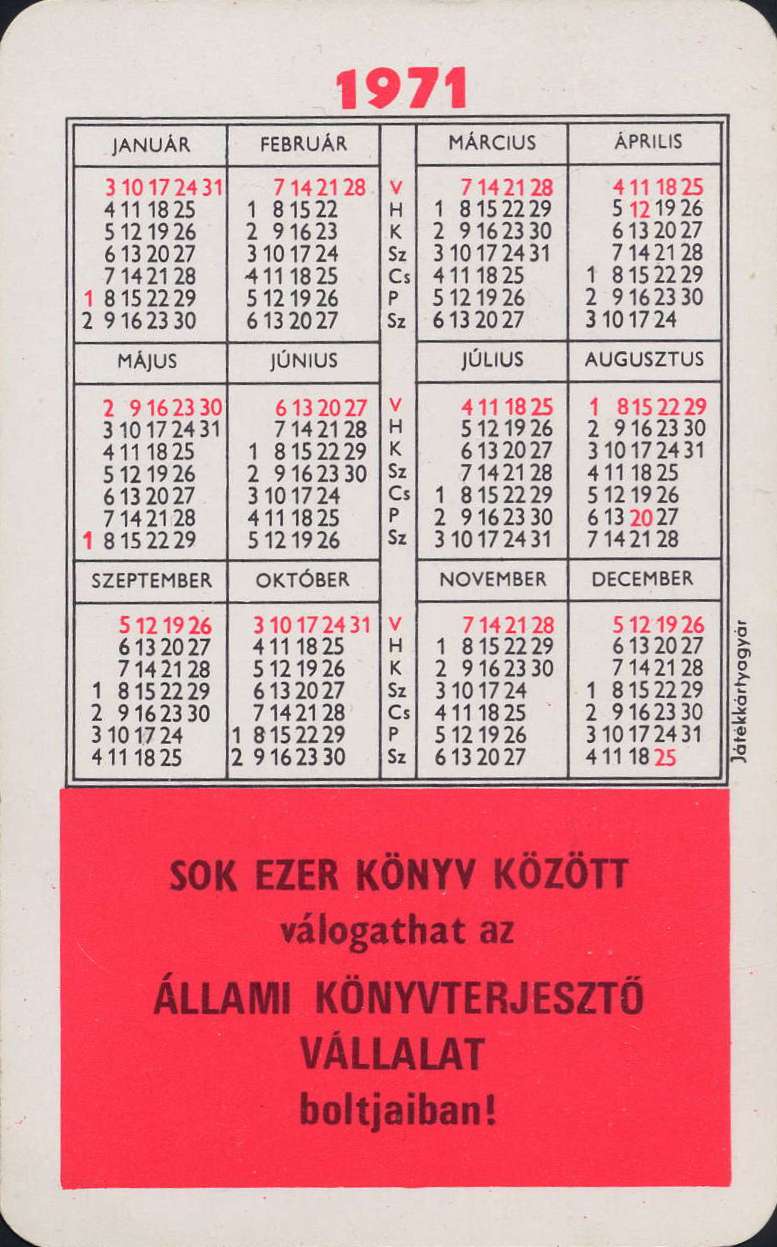 1971
JANUÁR FEBRUÁR MÁRCIUS ÁPRILIS
3 10 17 24 31 7 14 21 28 V 7 14 21 28 4 11 18 25
4 11 18 25 1 8 15 22 H 1 8 15 22 29 5 12 19 26
5 12 19 26 2 9 16 23 K 2 9 16 23 30 6 13 20 27
6 13 20 27 3 10 17 24 Sz 3 10 17 24 31 7 14 21 28
7 14 21 28 4 11 18 25 Cs 4 11 18 25 1 8 15 22 29
1 8 15 22 29 5 12 19 26 P 5 12 19 26 2 9 16 23 30
2 9 16 23 30 6 13 20 27 Sz 6 13 20 27 3 10 17 24
MÁJUS JÚNIUS JÚLIUS AUGUSZTUS
2 9 16 23 30 6 13 20 27 V 4 11 18 25 1 8 15 22 29
3 10 17 24 31 7 14 21 28 H 5 12 19 26 2 9 16 23 30
4 11 18 25 1 8 15 22 29 K 6 13 20 27 3 10 17 24 31
5 12 19 26 2 9 16 23 30 Sz 7 14 21 28 4 11 18 25
6 13 20 27 3 10 17 24 Cs 1 8 15 22 29 5 12 19 26
7 14 21 28 4 11 18 25 P 2 9 16 23 30 6 13 20 27
1 8 15 22 29 5 12 19 26 Sz 3 10 17 24 31 7 14 21 28
SZEPTEMBER OKTÓBER NOVEMBER DECEMBER
5 12 19 26 3 10 17 24 31 V 7 14 21 28 5 12 19 26
6 13 20 27 4 11 18 25 H 1 8 15 22 29 6 13 20 27
7 14 21 28 5 12 19 26 K 2 9 16 23 30 7 14 21 28
1 8 15 22 29 6 13 20 27 Sz 3 10 17 24 1 8 15 22 29
2 9 16 23 30 7 14 21 28 Cs 4 11 18 25 2 9 16 23 30
3 10 17 24 1 8 15 22 29 P 5 12 19 26 3 10 17 24 31
4 11 18 25 2 9 16 23 30 Sz 6 13 20 27 4 11 18 25
Játékkártyagyár
SOK EZER KÖNYV KÖZÖTT
válogathat az
ÁLLAMI KÖNYVTERJESZTŐ
VÁLLALAT
boltjaiban!